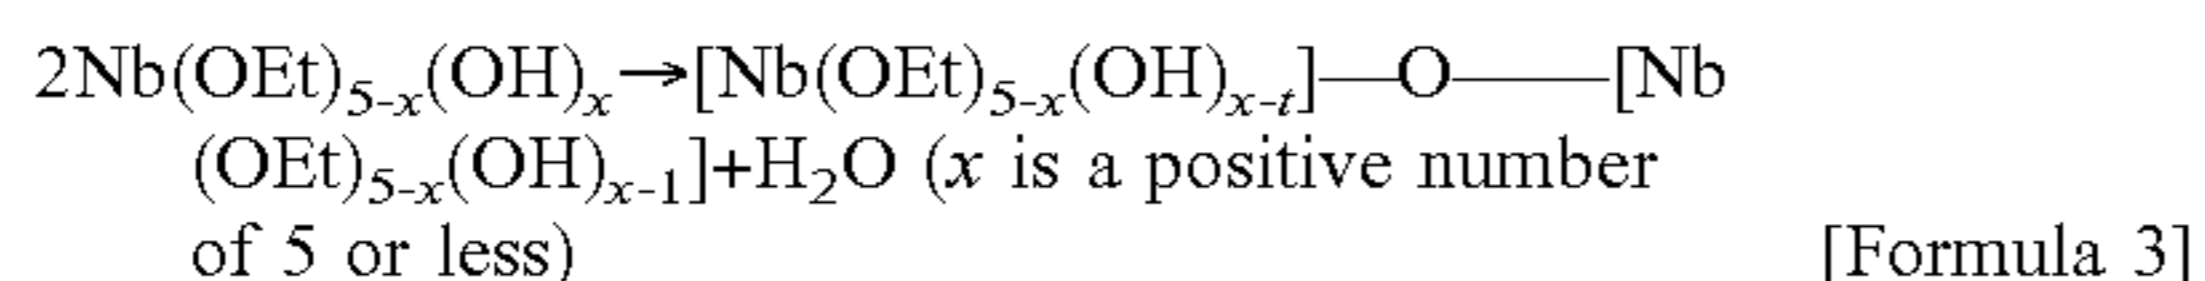 2Nb(OEt)₅₋ₓ(OH)ₓ→[Nb(OEt)₅₋ₓ(OH)ₓ₋ₜ]—O—[Nb
(OEt)₅₋ₓ(OH)ₓ₋₁]+H₂O (x is a positive number
of 5 or less) [Formula 3]